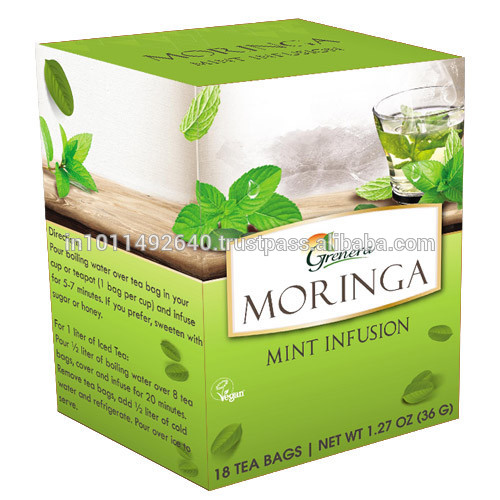 MORINGA
MINT INFUSION
Directions:
Pour boiling water over tea bag in your
cup or teapot (1 bag per cup) and infuse
for 5-7 minutes. If you prefer, sweeten with
sugar or honey.
For 1 liter of Iced Tea:
Pour ½ liter of boiling water over 8 tea
bags, cover and infuse for 20 minutes.
Remove tea bags, add ½ liter of cold
water and refrigerate. Pour over ice to
serve.
in1011492640.trustpass.alibaba.com
Grenera
MORINGA
MINT INFUSION
Vegan
18 TEA BAGS | NET WT 1.27 OZ (36 G)